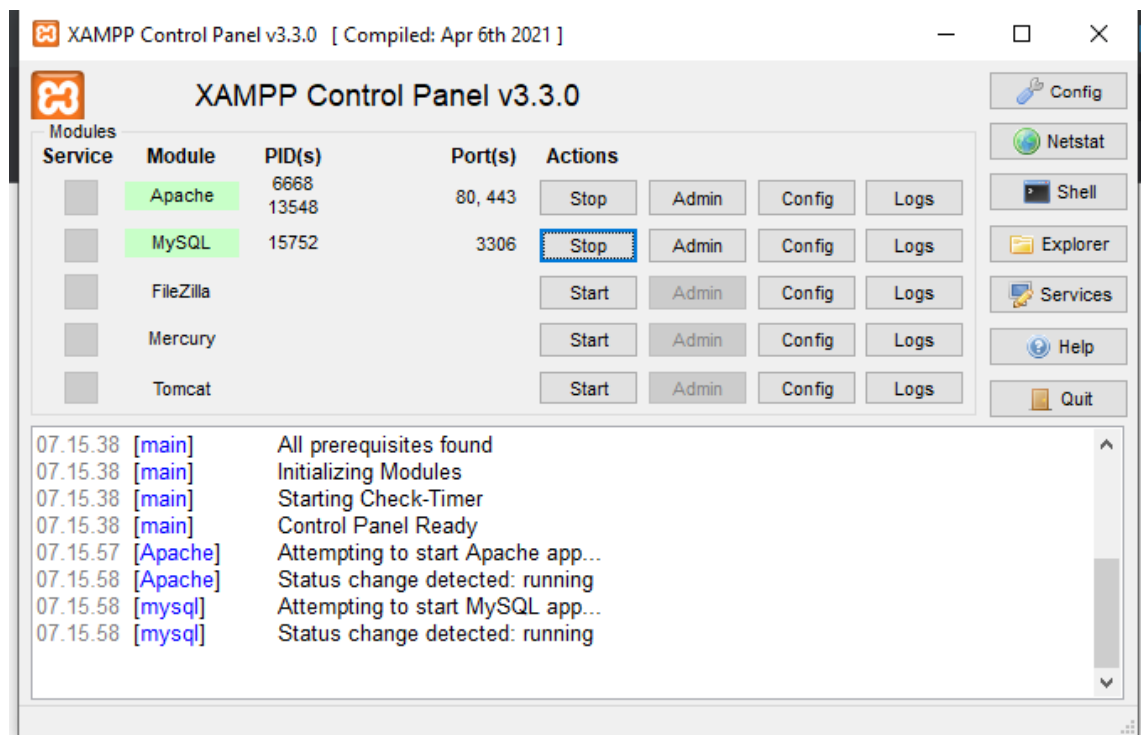 XAMPP Control Panel v3.3.0 [ Compiled: Apr 6th 2021 ]
XAMPP Control Panel v3.3.0
Config
Modules
Service Module PID(s) Port(s) Actions
Netstat
Apache 6668 13548 80, 443 Stop Admin Config Logs
Shell
MySQL 15752 3306 Stop Admin Config Logs
Explorer
FileZilla Start Admin Config Logs
Services
Mercury Start Admin Config Logs
Help
Tomcat Start Admin Config Logs
Quit
07.15.38 [main] All prerequisites found
07.15.38 [main] Initializing Modules
07.15.38 [main] Starting Check-Timer
07.15.38 [main] Control Panel Ready
07.15.57 [Apache] Attempting to start Apache app...
07.15.58 [Apache] Status change detected: running
07.15.58 [mysql] Attempting to start MySQL app...
07.15.58 [mysql] Status change detected: running